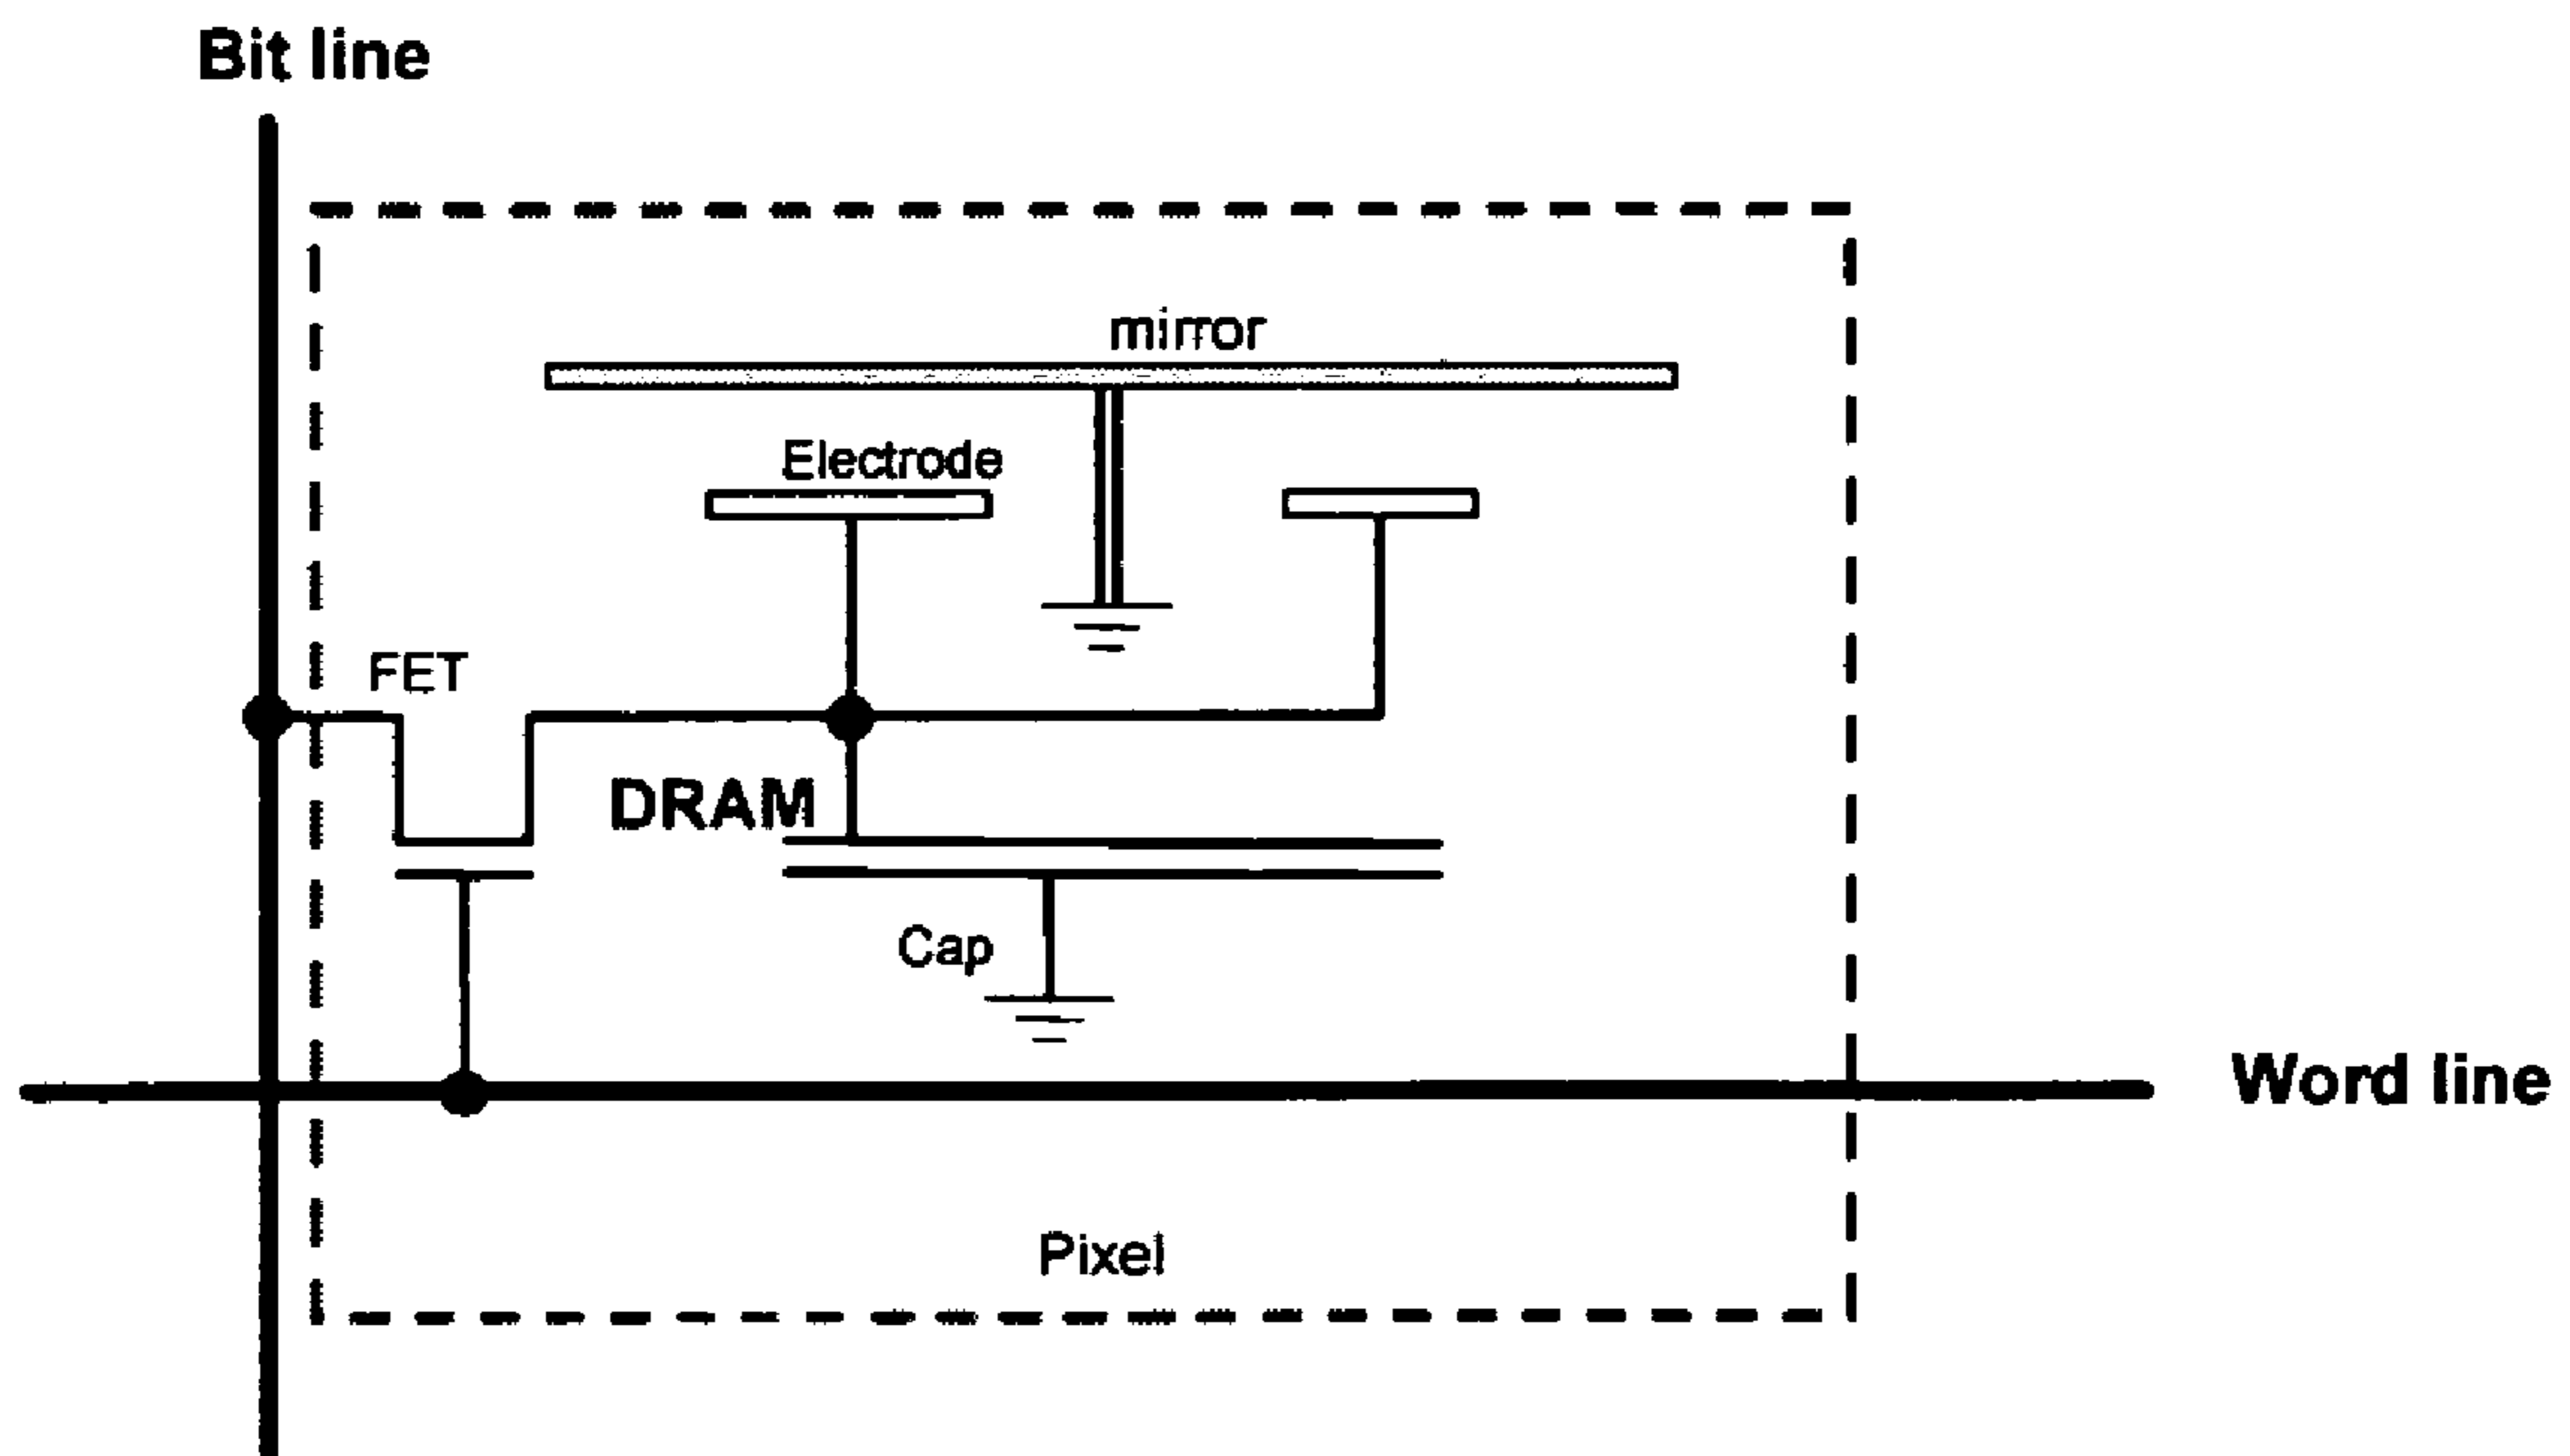 Bit line
mirror
Electrode
FET
DRAM
Cap
Word line
Pixel